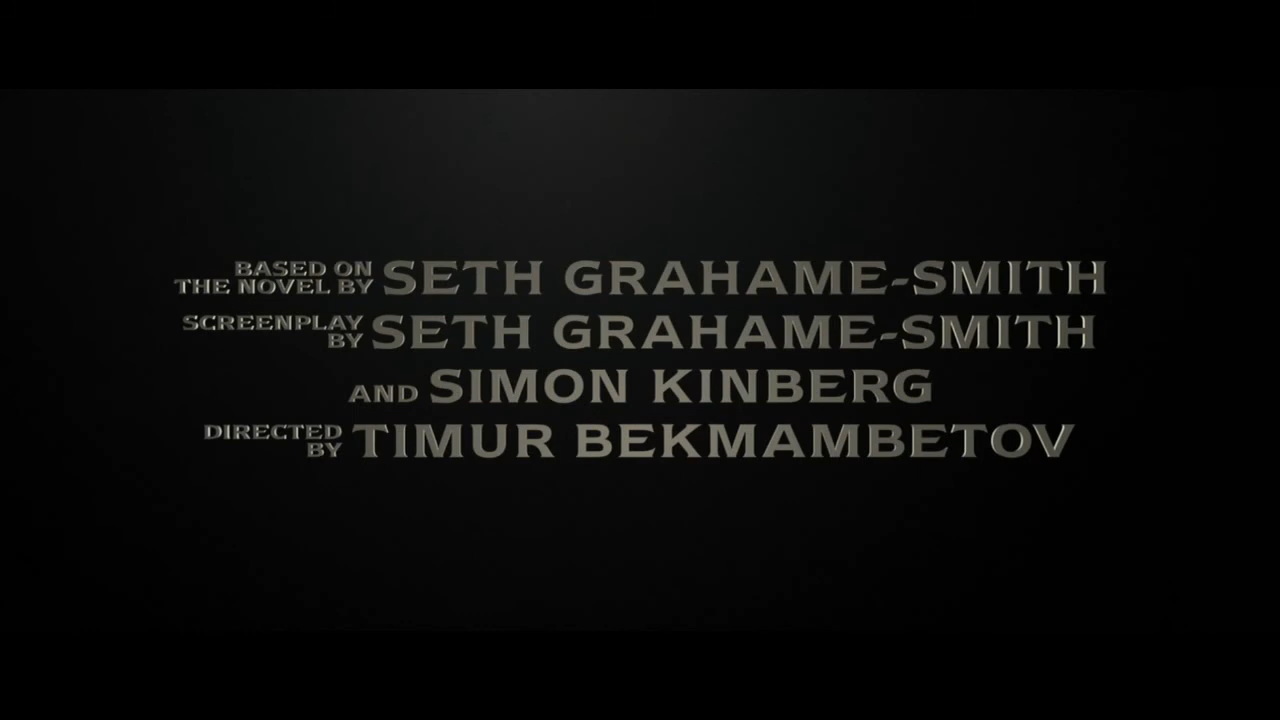 BASED ON
THE NOVEL BY SETH GRAHAME-SMITH
SCREENPLAY
BY SETH GRAHAME-SMITH
AND SIMON KINBERG
DIRECTED
BY TIMUR BEKMAMBETOV